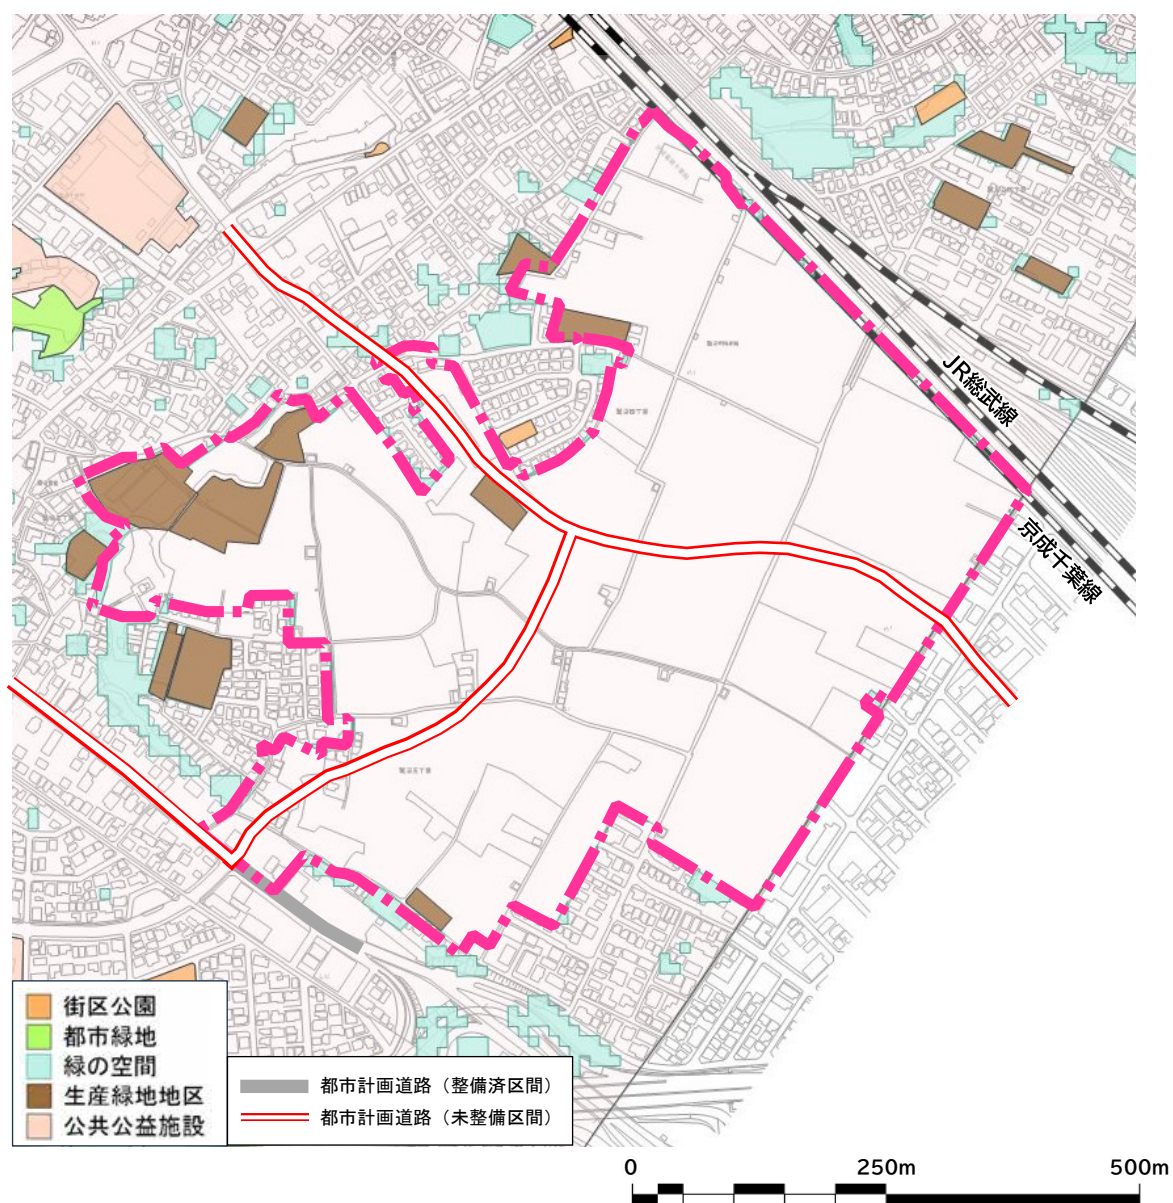 JR総武線
京成千葉線
街区公園
都市緑地
緑の空間
生産緑地地区
公共公益施設
都市計画道路（整備済区間）
都市計画道路（未整備区間）
0 250m 500m